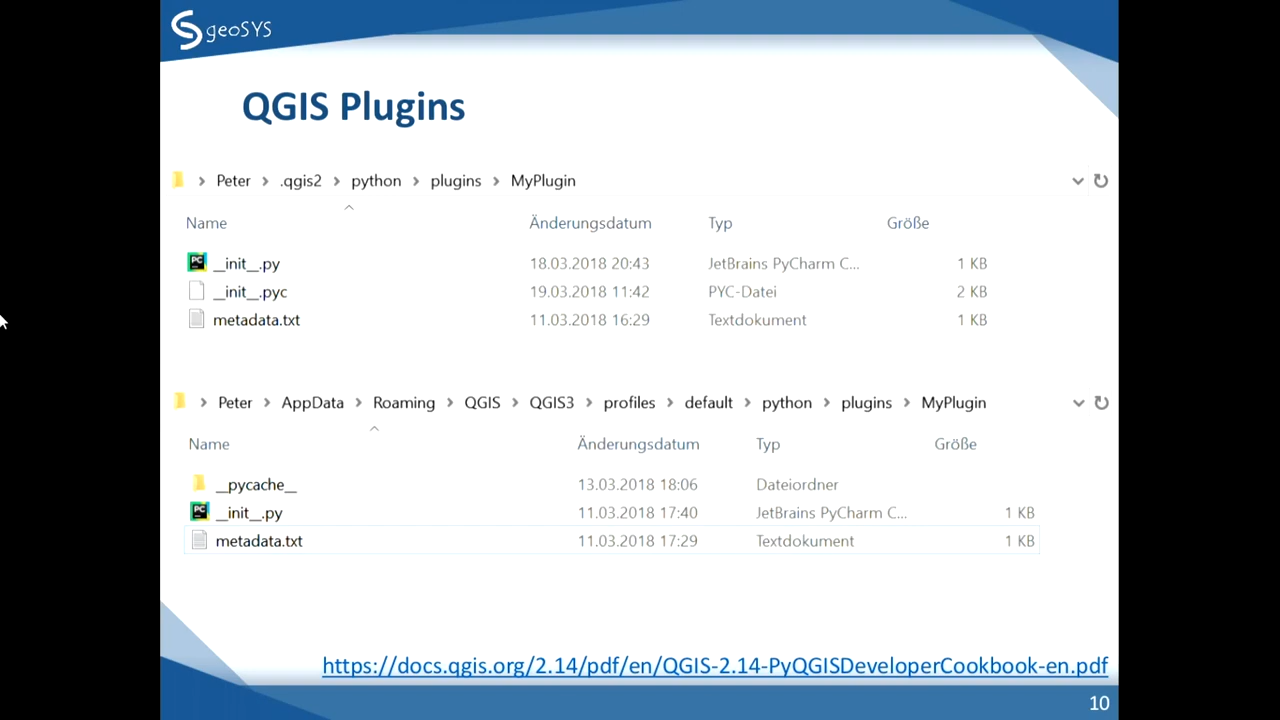 geoSYS
QGIS Plugins
Peter > .qgis2 > python > plugins > MyPlugin
Name Änderungsdatum Typ Größe
PC __init__.py 18.03.2018 20:43 JetBrains PyCharm C... 1 KB
__init__.pyc 19.03.2018 11:42 PYC-Datei 2 KB
metadata.txt 11.03.2018 16:29 Textdokument 1 KB
Peter > AppData > Roaming > QGIS > QGIS3 > profiles > default > python > plugins > MyPlugin
Name Änderungsdatum Typ Größe
__pycache__ 13.03.2018 18:06 Dateiordner
PC __init__.py 11.03.2018 17:40 JetBrains PyCharm C... 1 KB
metadata.txt 11.03.2018 17:29 Textdokument 1 KB
https://docs.qgis.org/2.14/pdf/en/QGIS-2.14-PyQGISDeveloperCookbook-en.pdf
10